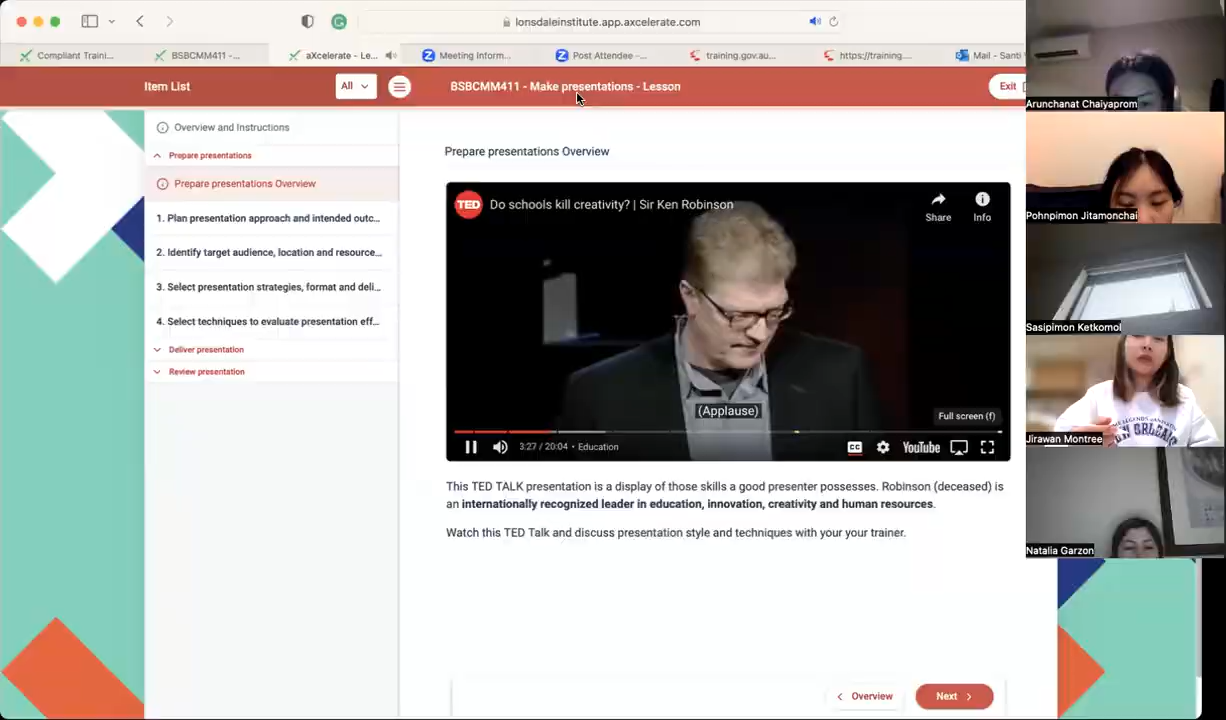 lonsdaleinstitute.app.axcelerate.com
Compliant Traini...
BSBCMM411 - ...
aXcelerate - Le...
Meeting Inform...
Post Attendee -...
training.gov.au...
https://training....
Mail - Santi
Item List
All
BSBCMM411 - Make presentations - Lesson
Exit
Overview and Instructions
Prepare presentations
Prepare presentations Overview
1. Plan presentation approach and intended outc...
2. Identify target audience, location and resource...
3. Select presentation strategies, format and deli...
4. Select techniques to evaluate presentation eff...
Deliver presentation
Review presentation
Prepare presentations Overview
TED
Do schools kill creativity? | Sir Ken Robinson
Share
Info
(Applause)
Full screen (f)
3:27 / 20:04 • Education
CC
YouTube
This TED TALK presentation is a display of those skills a good presenter possesses. Robinson (deceased) is
an internationally recognized leader in education, innovation, creativity and human resources.
Watch this TED Talk and discuss presentation style and techniques with your your trainer.
Overview
Next
Arunchanat Chaiyaprom
Pohnpimon Jitamonchai
Sasipimon Ketkomol
Jirawan Montree
Natalia Garzon